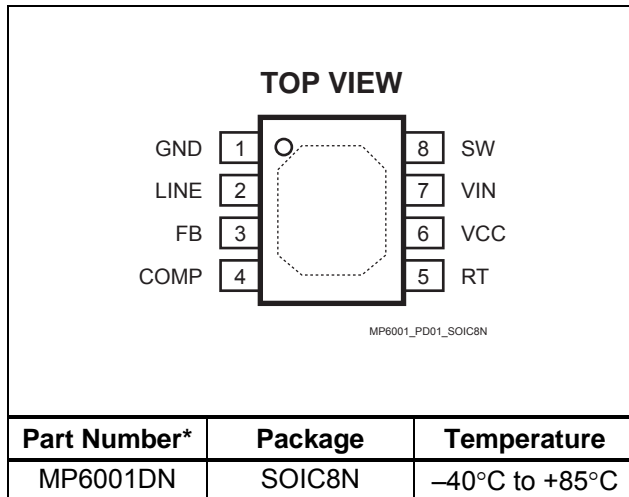 TOP VIEW
GND 1 8 SW
LINE 2 7 VIN
FB 3 6 VCC
COMP 4 5 RT
MP6001_PD01_SOIC8N
Part Number* Package Temperature
MP6001DN SOIC8N –40°C to +85°C